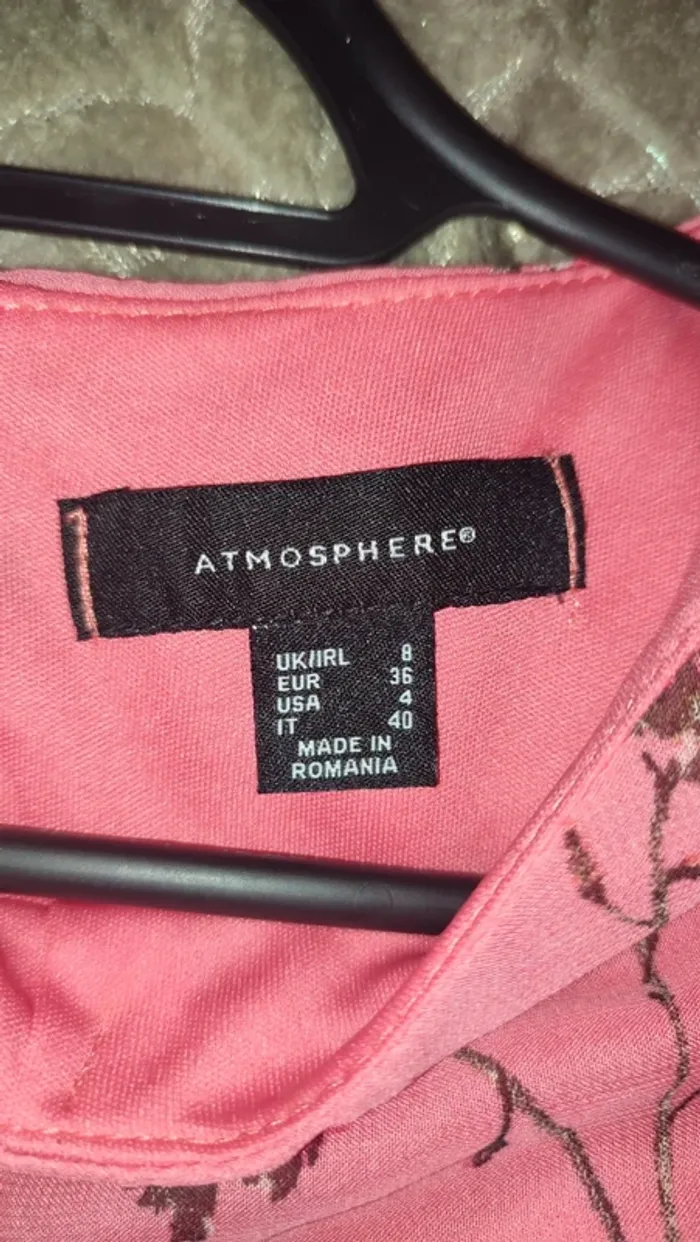 ATMOSPHERE®
UK/IRL 8
EUR 36
USA 4
IT 40
MADE IN
ROMANIA